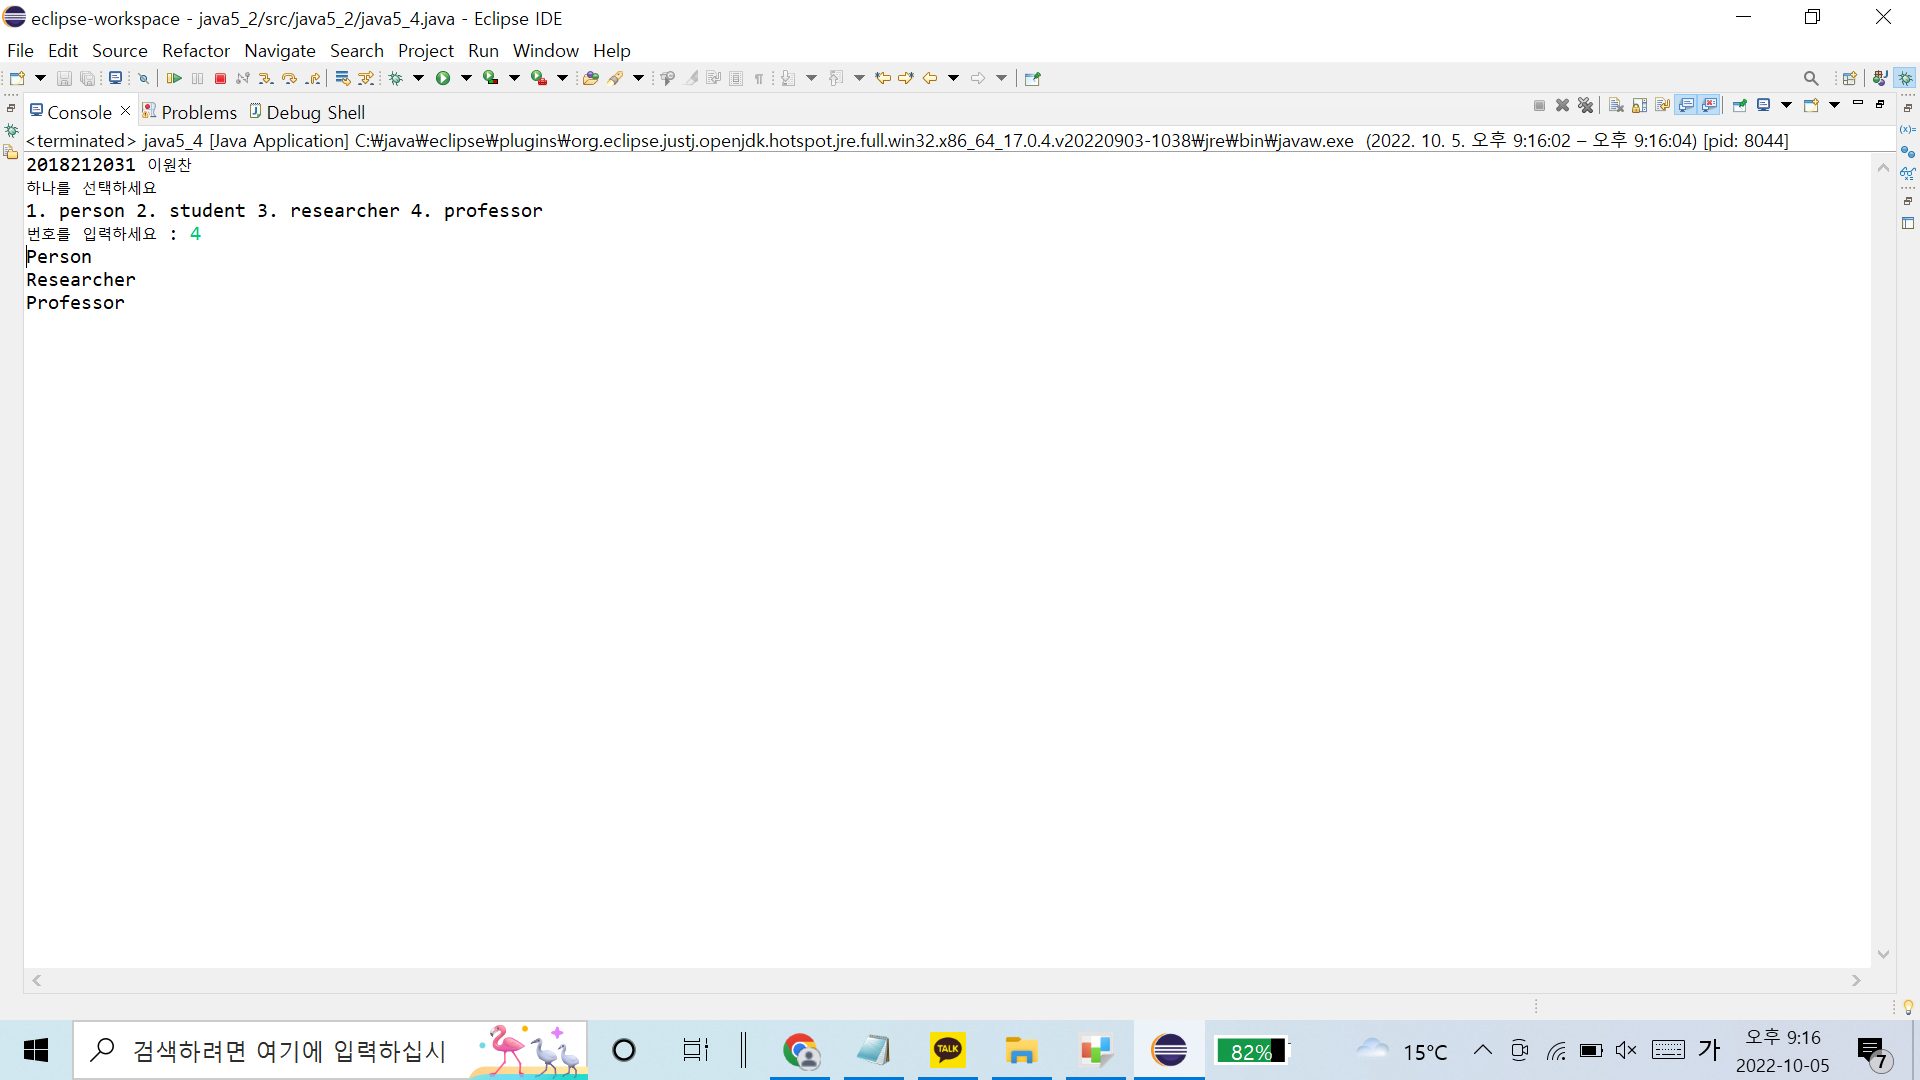 eclipse-workspace - java5_2/src/java5_2/java5_4.java - Eclipse IDE
File Edit Source Refactor Navigate Search Project Run Window Help
Console Problems Debug Shell
<terminated> java5_4 [Java Application] C:₩java₩eclipse₩plugins₩org.eclipse.justj.openjdk.hotspot.jre.full.win32.x86_64_17.0.4.v20220903-1038₩jre₩bin₩javaw.exe (2022. 10. 5. 오후 9:16:02 – 오후 9:16:04) [pid: 8044]
2018212031 이원찬
하나를 선택하세요
1. person 2. student 3. researcher 4. professor
번호를 입력하세요 : 4
Person
Researcher
Professor
검색하려면 여기에 입력하십시
TALK
82%
15°C
가
오후 9:16
2022-10-05
7